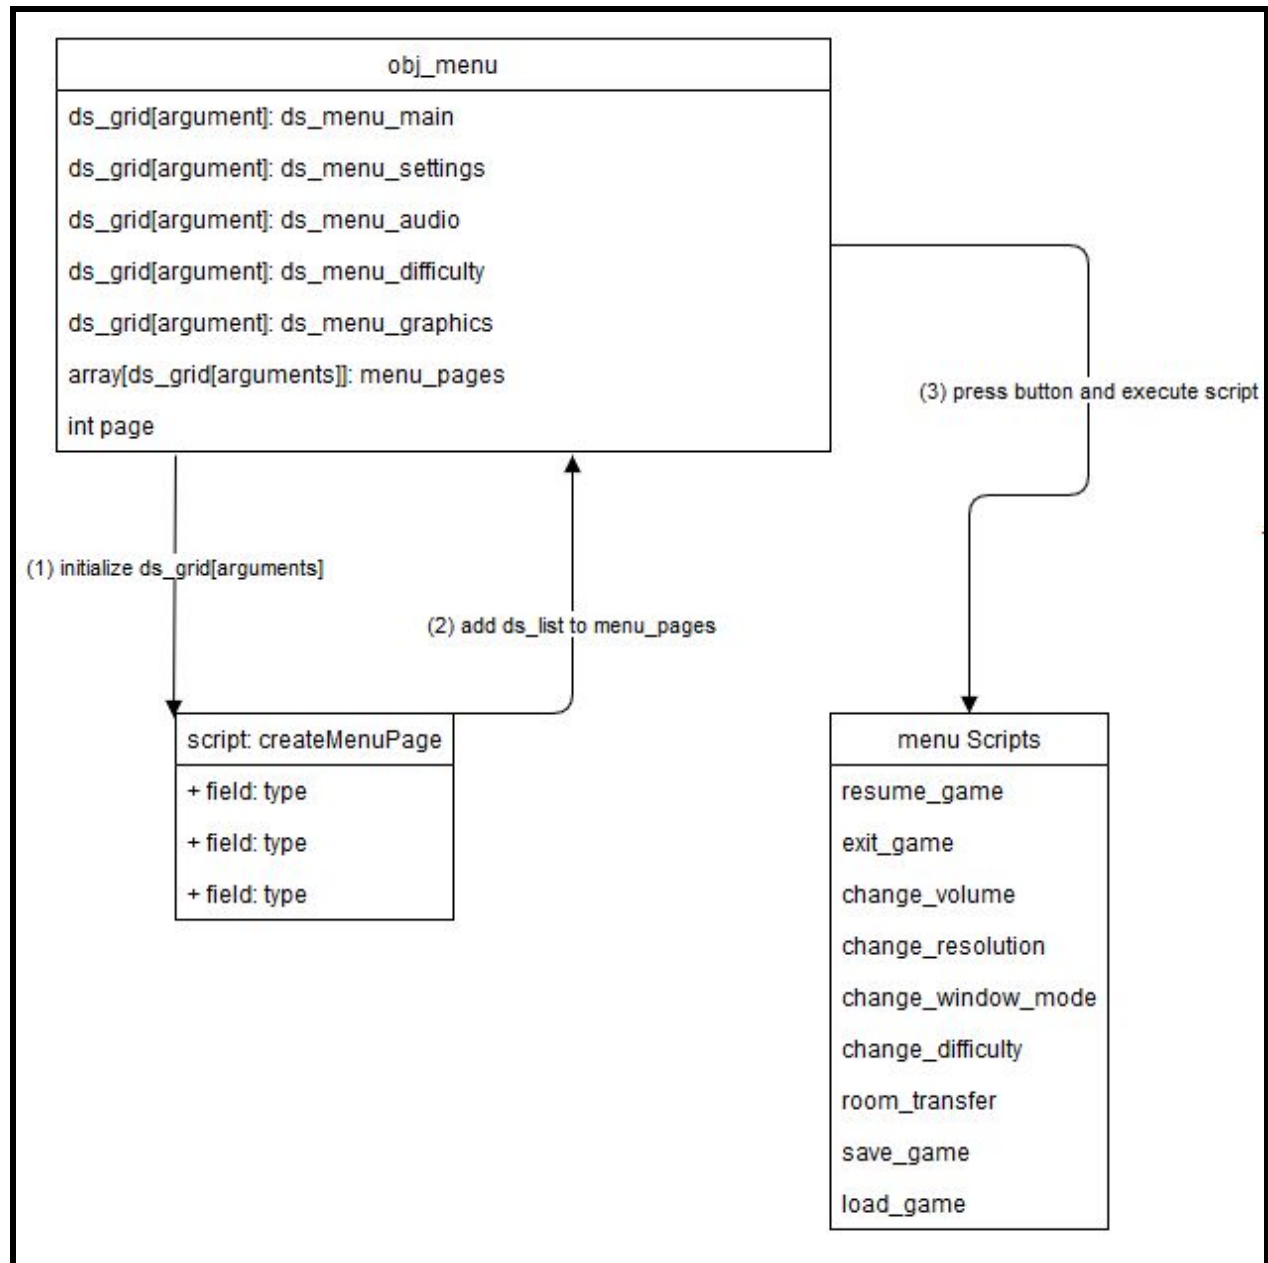 obj_menu
ds_grid[argument]: ds_menu_main
ds_grid[argument]: ds_menu_settings
ds_grid[argument]: ds_menu_audio
ds_grid[argument]: ds_menu_difficulty
ds_grid[argument]: ds_menu_graphics
array[ds_grid[arguments]]: menu_pages
int page
(3) press button and execute script
(1) initialize ds_grid[arguments]
(2) add ds_list to menu_pages
script: createMenuPage
+ field: type
+ field: type
+ field: type
menu Scripts
resume_game
exit_game
change_volume
change_resolution
change_window_mode
change_difficulty
room_transfer
save_game
load_game